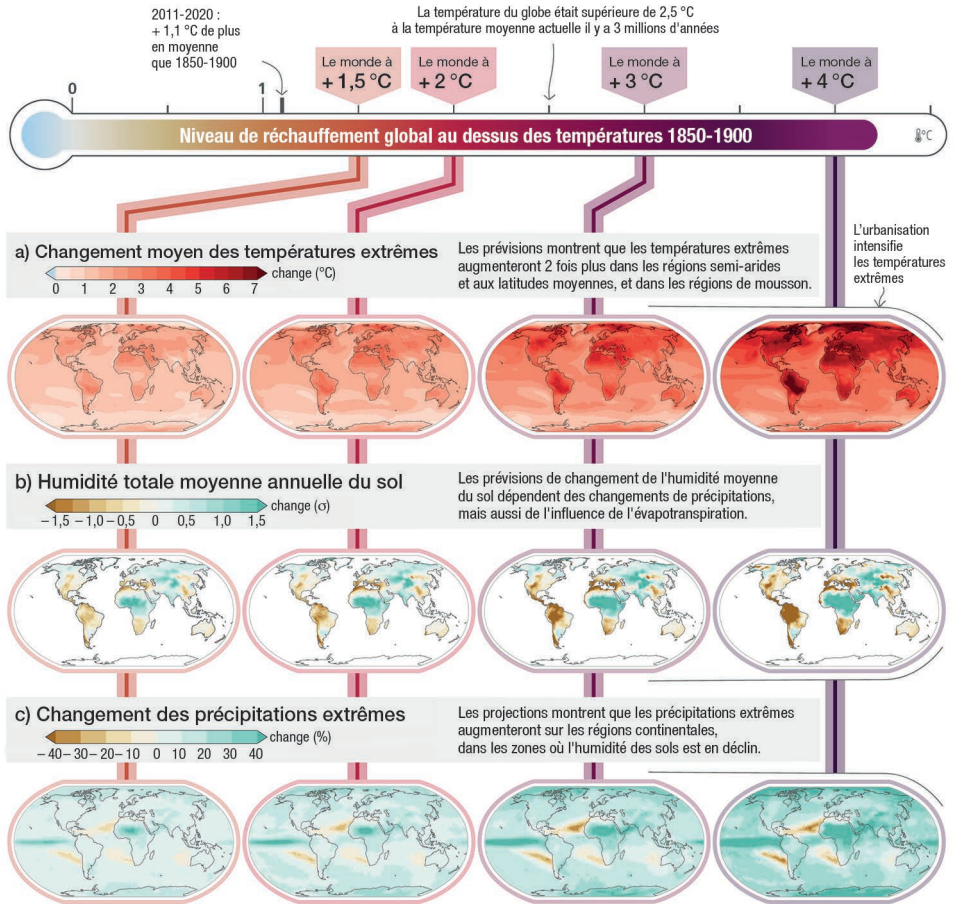 2011-2020 :
+ 1,1 °C de plus
en moyenne
que 1850-1900
La température du globe était supérieure de 2,5 °C
à la température moyenne actuelle il y a 3 millions d'années
Le monde à
+ 1,5 °C
Le monde à
+ 2 °C
Le monde à
+ 3 °C
Le monde à
+ 4 °C
0
1
Niveau de réchauffement global au dessus des températures 1850-1900
°C
a) Changement moyen des températures extrêmes
change (°C)
0 1 2 3 4 5 6 7
Les prévisions montrent que les températures extrêmes
augmenteront 2 fois plus dans les régions semi-arides
et aux latitudes moyennes, et dans les régions de mousson.
L'urbanisation
intensifie
les températures
extrêmes
b) Humidité totale moyenne annuelle du sol
change (σ)
– 1,5 – 1,0 – 0,5 0 0,5 1,0 1,5
Les prévisions de changement de l'humidité moyenne
du sol dépendent des changements de précipitations,
mais aussi de l'influence de l'évapotranspiration.
c) Changement des précipitations extrêmes
change (%)
– 40 – 30 – 20 – 10 0 10 20 30 40
Les projections montrent que les précipitations extrêmes
augmenteront sur les régions continentales,
dans les zones où l'humidité des sols est en déclin.